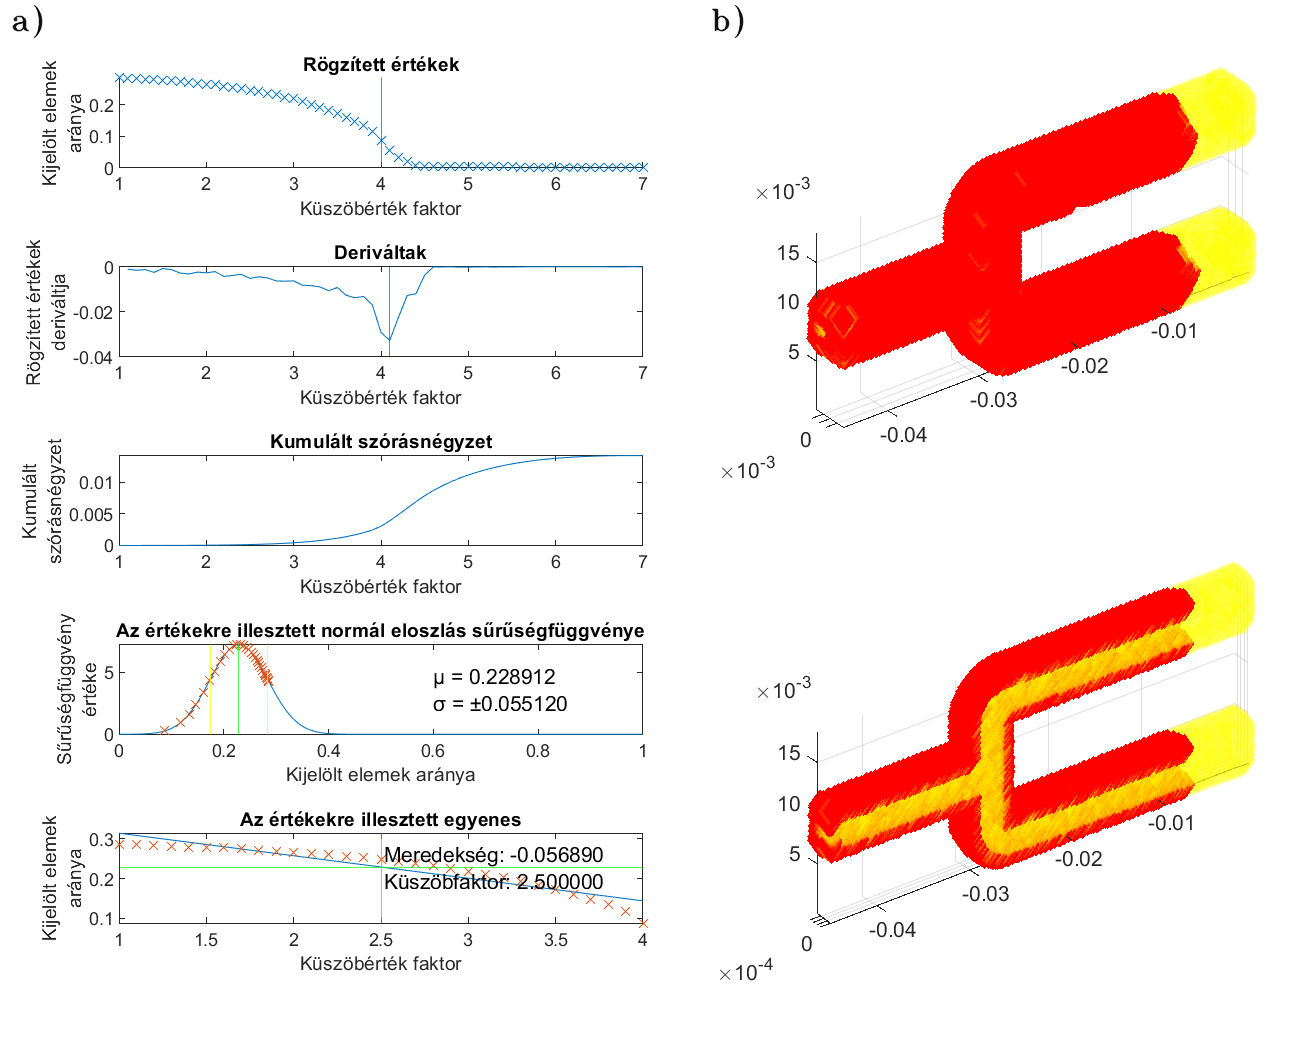 a)
Rögzített értékek
Kijelölt elemek
aránya
0.2
0.1
0
1 2 3 4 5 6 7
Küszöbérték faktor
Deriváltak
Rögzített értékek
deriváltja
0
-0.02
-0.04
1 2 3 4 5 6 7
Küszöbérték faktor
Kumulált szórásnégyzet
Kumulált
szórásnégyzet
0.01
0.005
0
1 2 3 4 5 6 7
Küszöbérték faktor
Az értékekre illesztett normál eloszlás sűrűségfüggvénye
Sűrűségfüggvény
értéke
5
0
μ = 0.228912
σ = ±0.055120
0 0.2 0.4 0.6 0.8 1
Kijelölt elemek aránya
Az értékekre illesztett egyenes
Kijelölt elemek
aránya
0.3
0.2
0.1
Meredekség: -0.056890
Küszöbfaktor: 2.500000
1 1.5 2 2.5 3 3.5 4
Küszöbérték faktor
b)
×10-3
15
10
5
0
-0.04
-0.03
-0.02
-0.01
×10-3
×10-3
15
10
5
0
-0.04
-0.03
-0.02
-0.01
×10-4